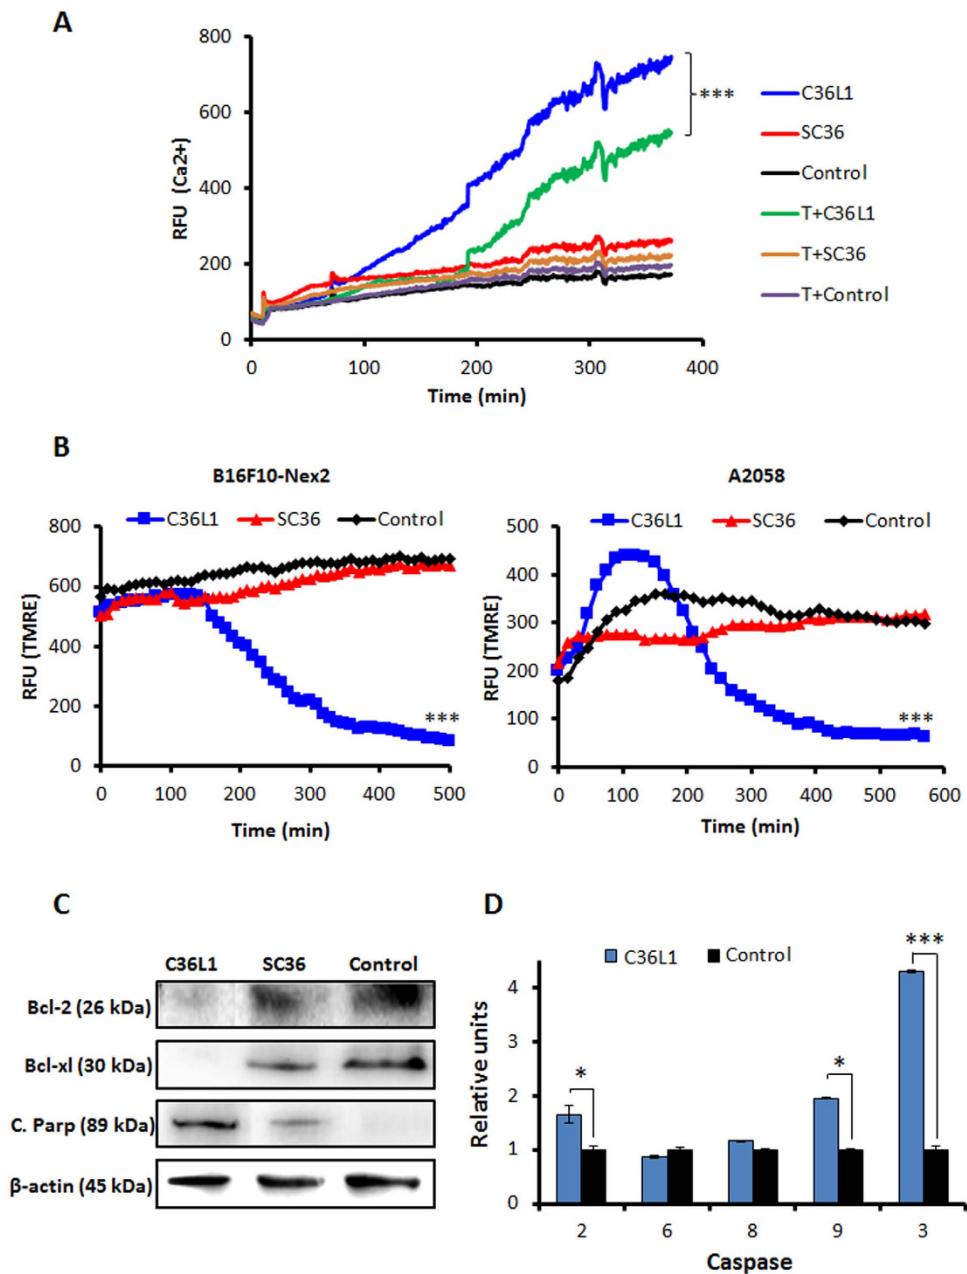 A
800
600
400
200
0
RFU (Ca2+)
0 100 200 300 400
Time (min)
***
C36L1
SC36
Control
T+C36L1
T+SC36
T+Control
B
B16F10-Nex2
C36L1 SC36 Control
800
600
400
200
0
RFU (TMRE)
***
0 100 200 300 400 500
Time (min)
A2058
C36L1 SC36 Control
500
400
300
200
100
0
RFU (TMRE)
***
0 100 200 300 400 500 600
Time (min)
C
C36L1 SC36 Control
Bcl-2 (26 kDa)
Bcl-xl (30 kDa)
C. Parp (89 kDa)
β-actin (45 kDa)
D
C36L1 Control
4
3
2
1
0
Relative units
*
*
***
2 6 8 9 3
Caspase